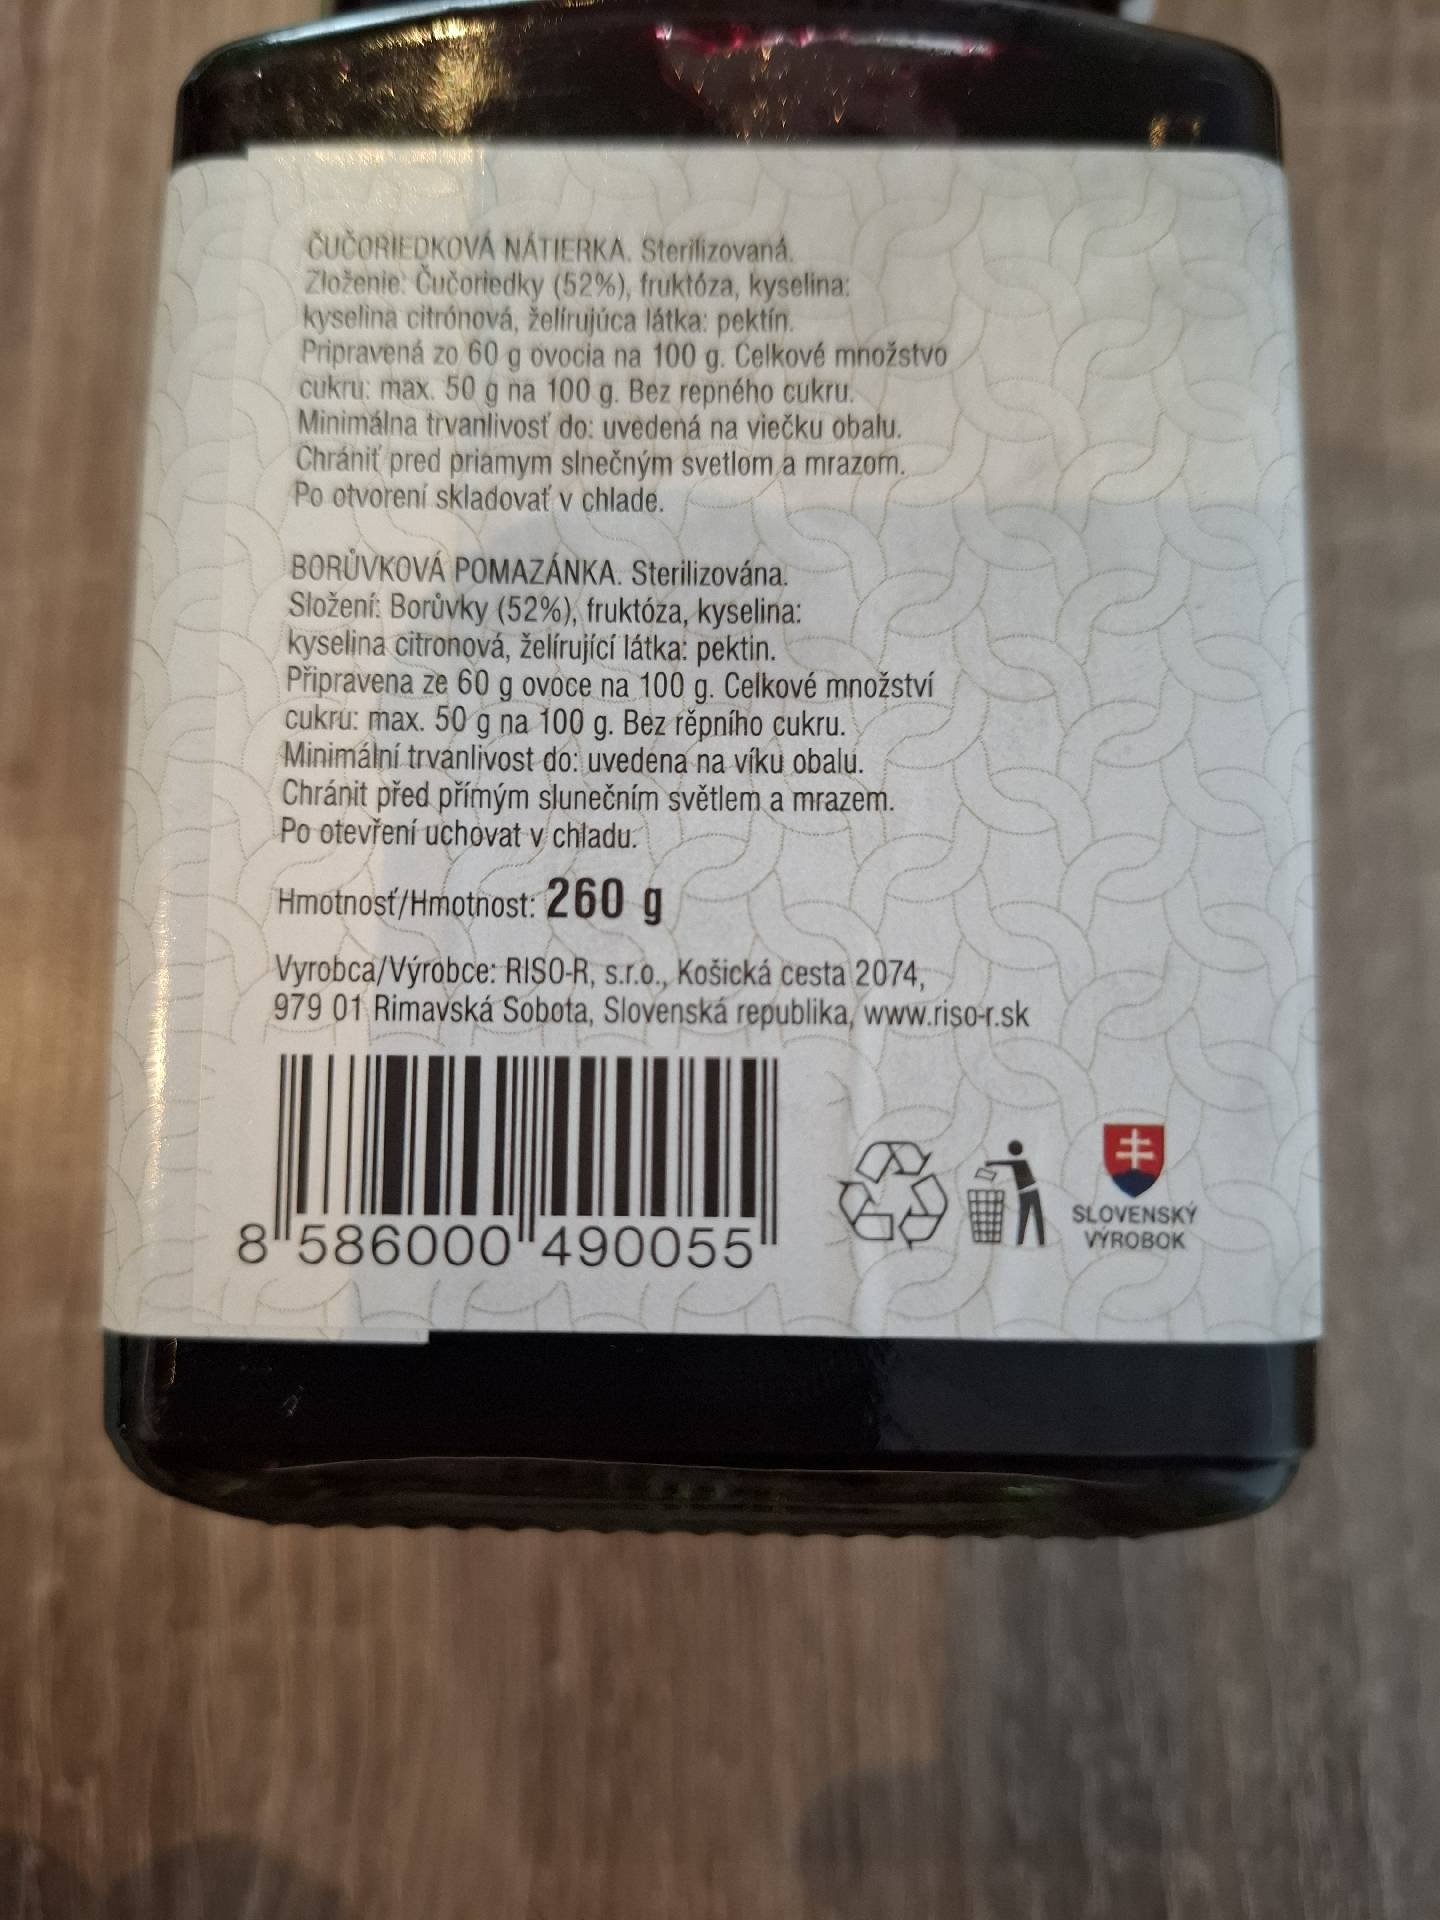 ČUČORIEDKOVÁ NÁTIERKA. Sterilizovaná.
Zloženie: Čučoriedky (52%), fruktóza, kyselina:
kyselina citrónová, želírujúca látka: pektín.
Pripravená zo 60 g ovocia na 100 g. Celkové množstvo
cukru: max. 50 g na 100 g. Bez repného cukru.
Minimálna trvanlivosť do: uvedená na viečku obalu.
Chrániť pred priamym slnečným svetlom a mrazom.
Po otvorení skladovať v chlade.
BORŮVKOVÁ POMAZÁNKA. Sterilizována.
Složení: Borůvky (52%), fruktóza, kyselina:
kyselina citronová, želírující látka: pektin.
Připravena ze 60 g ovoce na 100 g. Celkové množství
cukru: max. 50 g na 100 g. Bez rěpního cukru.
Minimální trvanlivost do: uvedena na víku obalu.
Chránit před přímým slunečním světlem a mrazem.
Po otevření uchovat v chladu.
Hmotnosť/Hmotnost: 260 g
Vyrobca/Výrobce: RISO-R, s.r.o., Košická cesta 2074,
979 01 Rimavská Sobota, Slovenská republika, www.riso-r.sk
8 586000 490055
SLOVENSKÝ
VÝROBOK